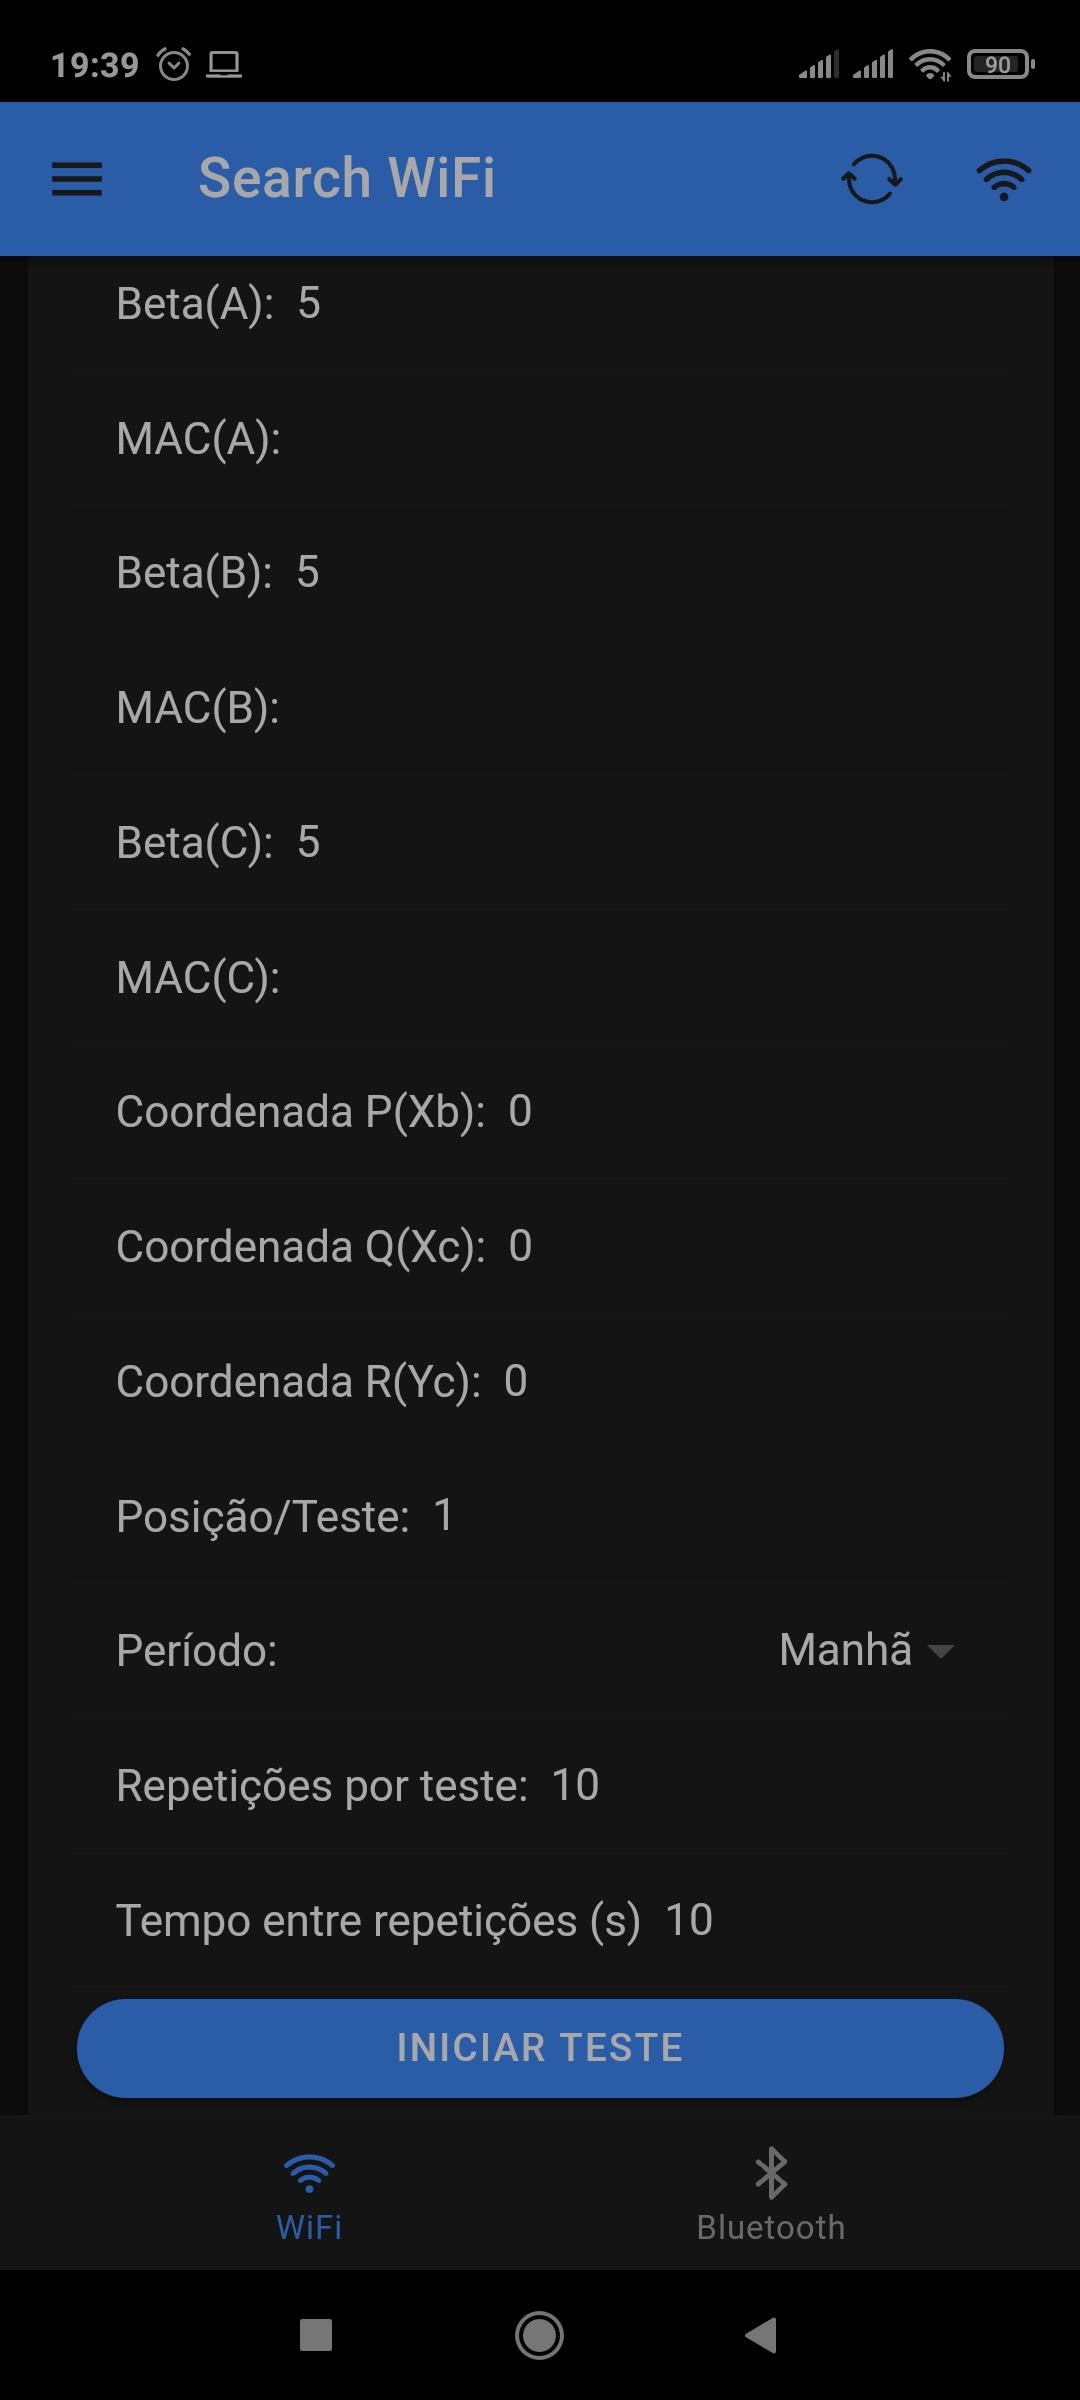 19:39
90
Search WiFi
Beta(A): 5
MAC(A):
Beta(B): 5
MAC(B):
Beta(C): 5
MAC(C):
Coordenada P(Xb): 0
Coordenada Q(Xc): 0
Coordenada R(Yc): 0
Posição/Teste: 1
Período: Manhã
Repetições por teste: 10
Tempo entre repetições (s) 10
INICIAR TESTE
WiFi Bluetooth